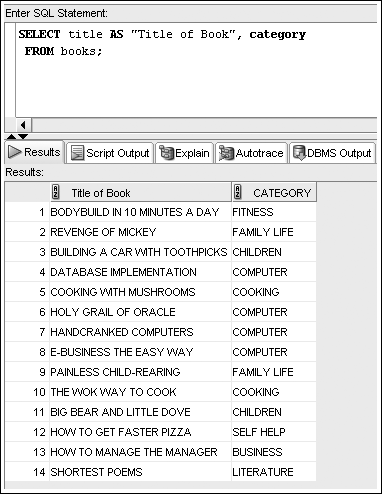 Enter SQL Statement:
SELECT title AS "Title of Book", category
FROM books;
Results Script Output Explain Autotrace DBMS Output
Results:
Title of Book CATEGORY
1 BODYBUILD IN 10 MINUTES A DAY FITNESS
2 REVENGE OF MICKEY FAMILY LIFE
3 BUILDING A CAR WITH TOOTHPICKS CHILDREN
4 DATABASE IMPLEMENTATION COMPUTER
5 COOKING WITH MUSHROOMS COOKING
6 HOLY GRAIL OF ORACLE COMPUTER
7 HANDCRANKED COMPUTERS COMPUTER
8 E-BUSINESS THE EASY WAY COMPUTER
9 PAINLESS CHILD-REARING FAMILY LIFE
10 THE WOK WAY TO COOK COOKING
11 BIG BEAR AND LITTLE DOVE CHILDREN
12 HOW TO GET FASTER PIZZA SELF HELP
13 HOW TO MANAGE THE MANAGER BUSINESS
14 SHORTEST POEMS LITERATURE